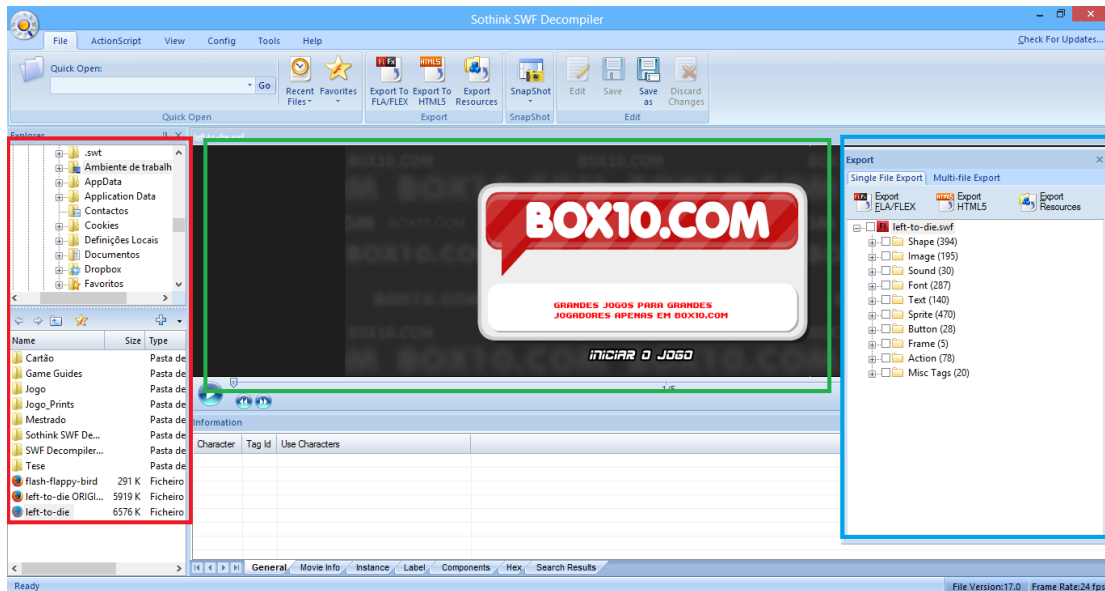 Sothink SWF Decompiler
File ActionScript View Config Tools Help Check For Updates...
Quick Open:
Go
Recent Files
Favorites
Export To FLA/FLEX
Export To HTML5
Export Resources
SnapShot
Edit
Save
Save as
Discard Changes
Quick Open Export SnapShot Edit
Explorer
.swt
Ambiente de trabalh
AppData
Application Data
Contactos
Cookies
Definições Locais
Documentos
Dropbox
Favoritos
Name Size Type
Cartão Pasta de
Game Guides Pasta de
Jogo Pasta de
Jogo_Prints Pasta de
Mestrado Pasta de
Sothink SWF De... Pasta de
SWF Decompiler... Pasta de
Tese Pasta de
flash-flappy-bird 291 K Ficheiro
left-to-die ORIGI... 5919 K Ficheiro
left-to-die 6576 K Ficheiro
left-to-die.swf
BOX10.COM
GRANDES JOGOS PARA GRANDES
JOGADORES APENAS EM BOX10.COM
INICIAR O JOGO
1/5
Information
Character Tag Id Use Characters
General Movie Info Instance Label Components Hex Search Results
Export
Single File Export Multi-file Export
Export FLA/FLEX
Export HTML5
Export Resources
left-to-die.swf
Shape (394)
Image (195)
Sound (30)
Font (287)
Text (140)
Sprite (470)
Button (28)
Frame (5)
Action (78)
Misc Tags (20)
Ready File Version:17.0 Frame Rate:24 fps